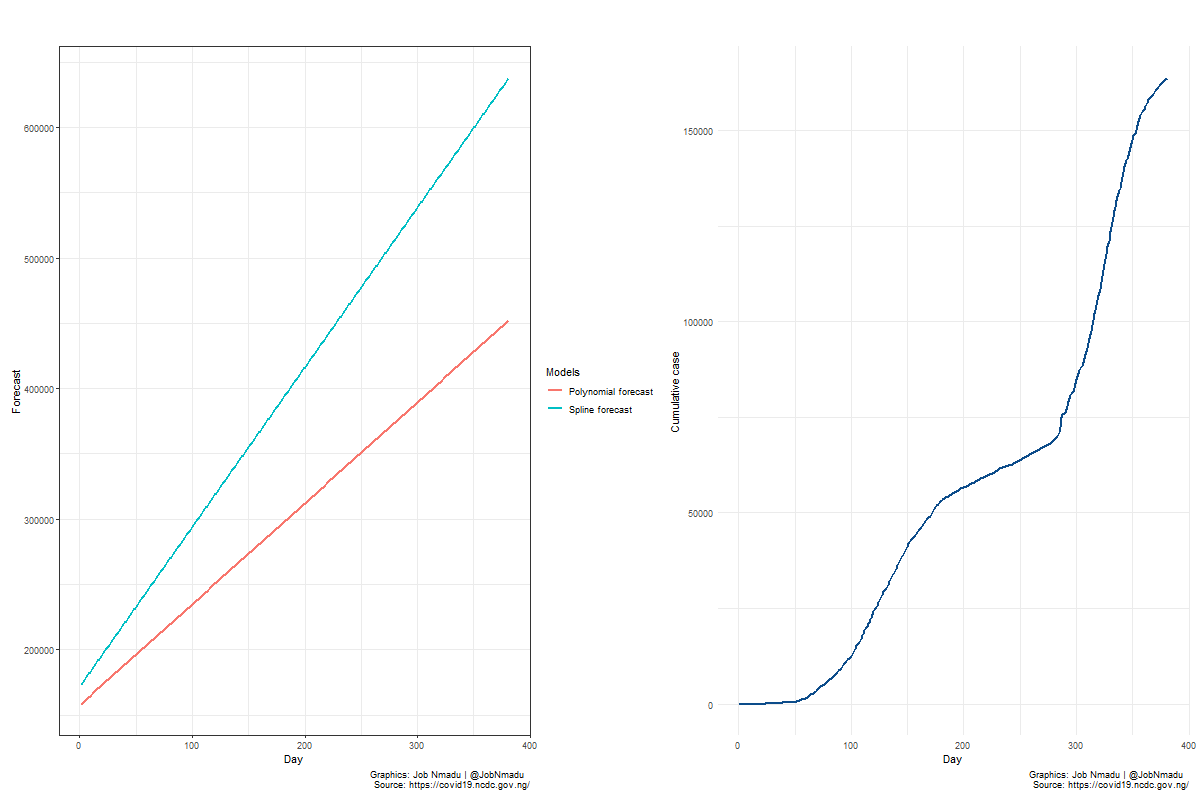 Forecast
600000
500000
400000
300000
200000
0
100
200
300
400
Day
Graphics: Job Nmadu | @JobNmadu
Source: https://covid19.ncdc.gov.ng/
Models
Polynomial forecast
Spline forecast
Cumulative case
150000
100000
50000
0
0
100
200
300
400
Day
Graphics: Job Nmadu | @JobNmadu
Source: https://covid19.ncdc.gov.ng/